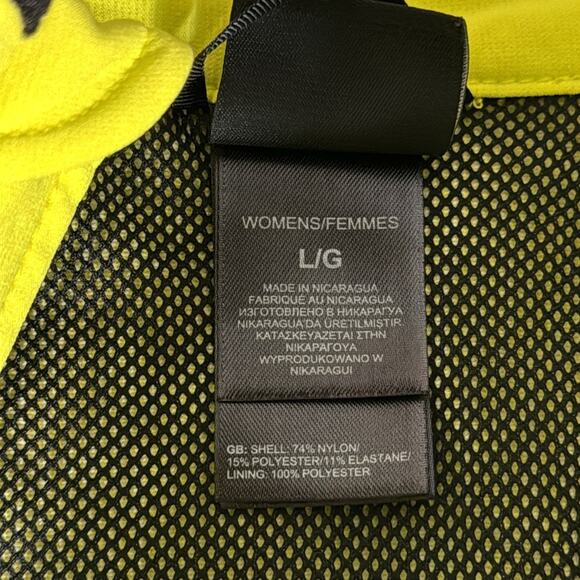 WOMENS/FEMMES
L/G
MADE IN NICARAGUA
FABRIQUÉ AU NICARAGUA
ИЗГОТОВЛЕНО В НИКАРАГУА
NIKARAGUA'DA ÜRETILMISTIR
ΚΑΤΑΣΚΕΥΑΖΕΤΑΙ ΣΤΗΝ
ΝΙΚΑΡΑΓΟΥΑ
WYPRODUKOWANO W
NIKARAGUI
GB: SHELL: 74% NYLON/
15% POLYESTER/11% ELASTANE/
LINING: 100% POLYESTER